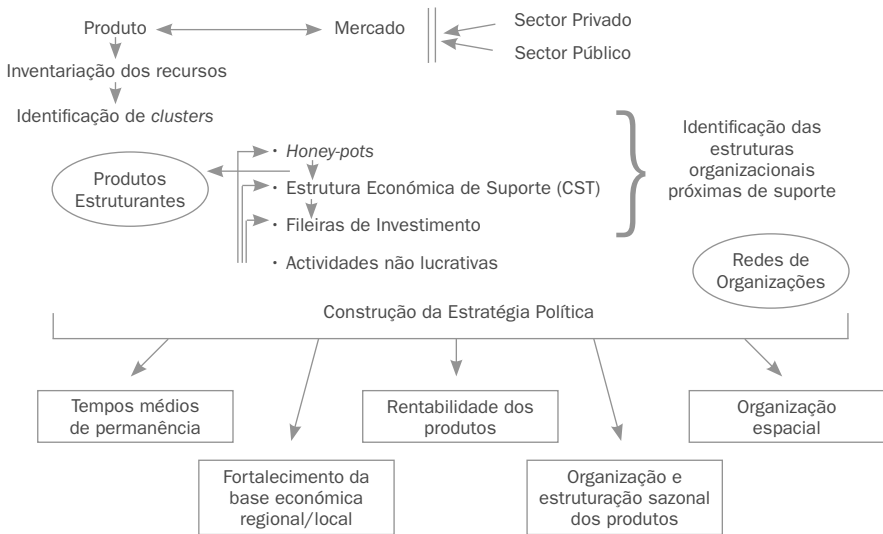 Produto
Mercado
Sector Privado
Sector Público
Inventariação dos recursos
Identificação de clusters
Produtos
Estruturantes
· Honey-pots
· Estrutura Económica de Suporte (CST)
· Fileiras de Investimento
· Actividades não lucrativas
Identificação das
estruturas
organizacionais
próximas de suporte
Redes de
Organizações
Construção da Estratégia Política
Tempos médios
de permanência
Rentabilidade dos
produtos
Organização
espacial
Fortalecimento da
base económica
regional/local
Organização e
estruturação sazonal
dos produtos